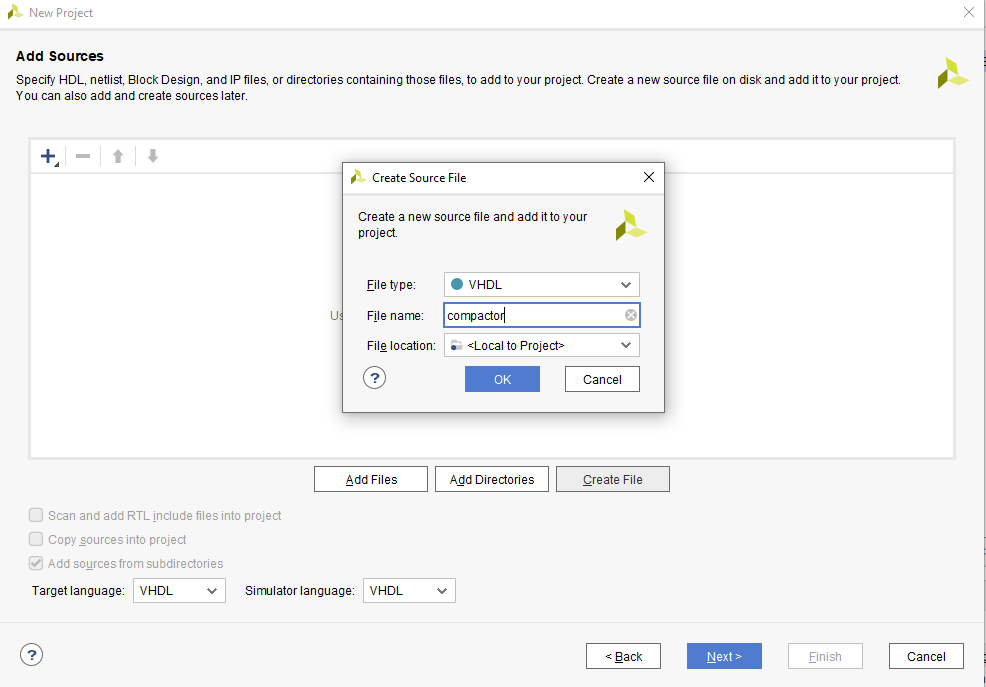 New Project
Add Sources
Specify HDL, netlist, Block Design, and IP files, or directories containing those files, to add to your project. Create a new source file on disk and add it to your project.
You can also add and create sources later.
Create Source File
Create a new source file and add it to your
project.
File type: VHDL
Us
File name: compactor
File location: <Local to Project>
? OK Cancel
Add Files Add Directories Create File
Scan and add RTL include files into project
Copy sources into project
Add sources from subdirectories
Target language: VHDL Simulator language: VHDL
? < Back Next > Finish Cancel